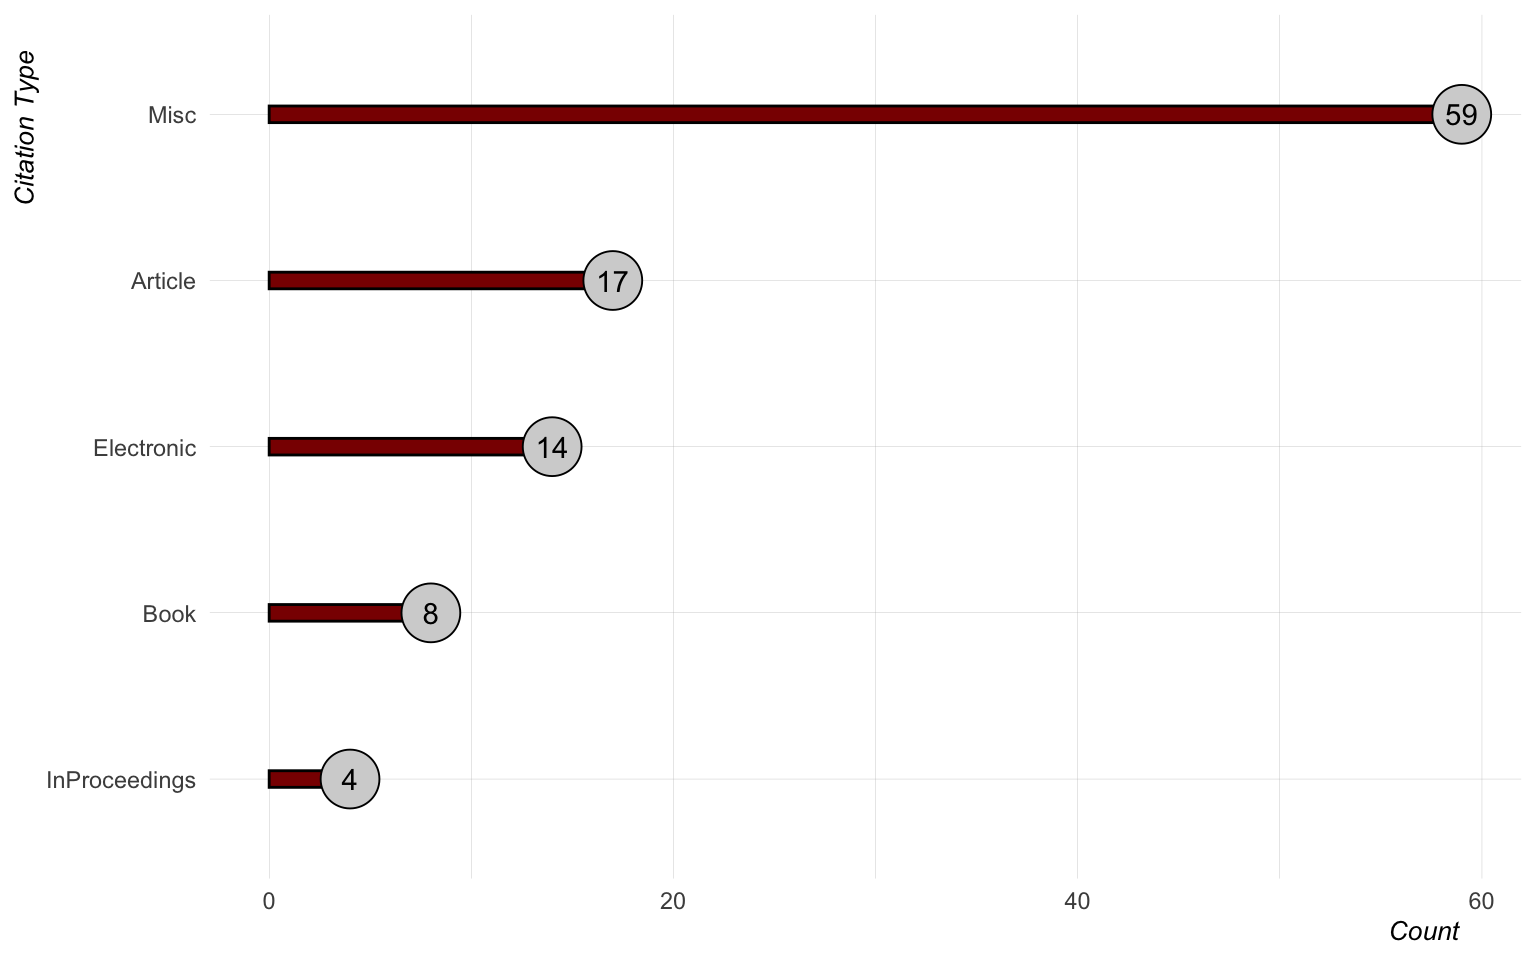 Citation Type
Misc
59
Article
17
Electronic
14
Book
8
InProceedings
4
0 20 40 60
Count